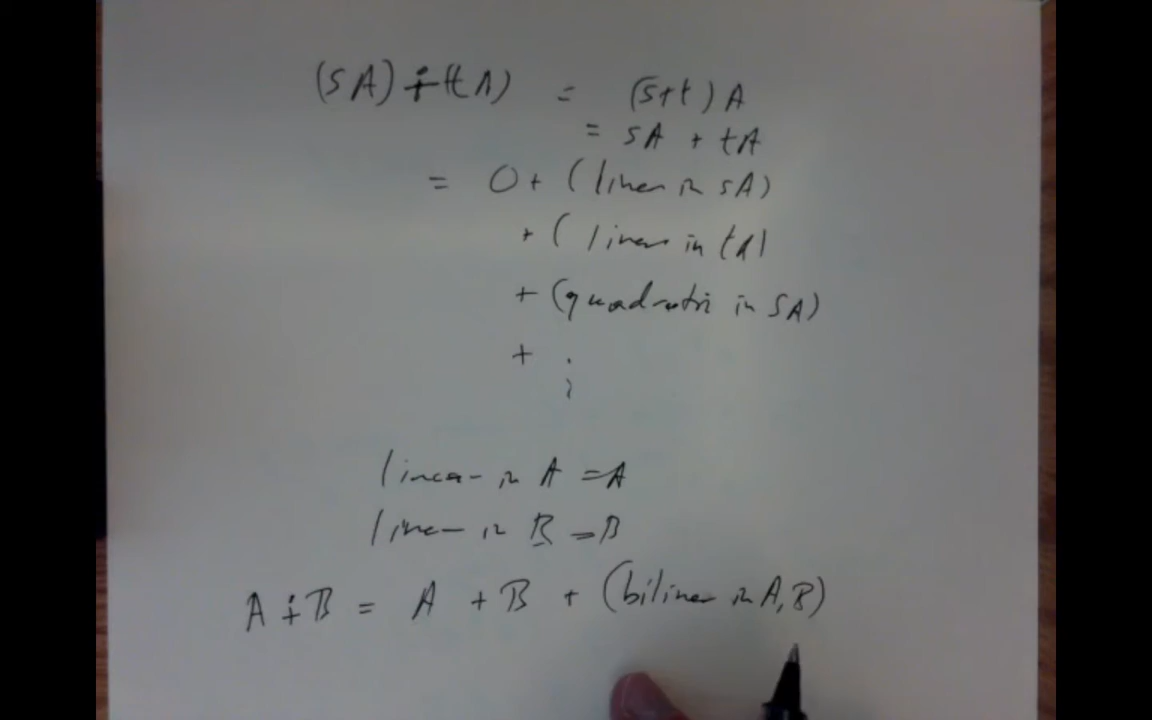 (sA) ∔ (tA) = (s+t) A
= sA + tA
= 0 + (linear in sA)
+ (linear in tA)
+ (quadratic in sA)
+ ⋮
linear in A = A
linear in B = B
A ∔ B = A + B + (bilinear in A, B)